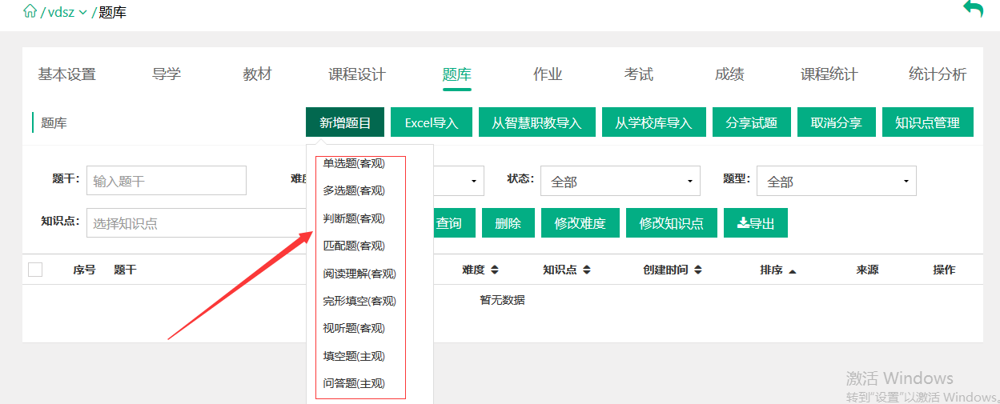 / vdsz / 题库
基本设置 导学 教材 课程设计 题库 作业 考试 成绩 课程统计 统计分析
题库 新增题目 Excel导入 从智慧职教导入 从学校库导入 分享试题 取消分享 知识点管理
单选题(客观)
题干: 输入题干 状态: 全部 题型: 全部
多选题(客观)
知识点: 选择知识点 判断题(客观) 查询 删除 修改难度 修改知识点 导出
匹配题(客观)
序号 题干 难度 知识点 创建时间 排序 来源 操作
阅读理解(客观)
暂无数据
完形填空(客观)
视听题(客观)
填空题(主观)
问答题(主观)
激活 Windows
转到“设置”以激活 Windows。